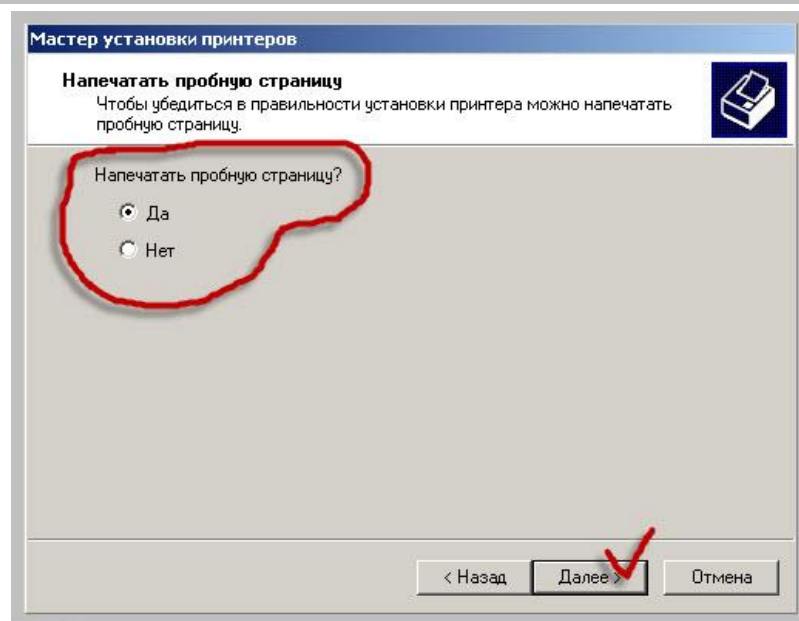 Мастер установки принтеров
Напечатать пробную страницу
Чтобы убедиться в правильности установки принтера можно напечатать
пробную страницу.
Напечатать пробную страницу?
Да
Нет
< Назад Далее > Отмена